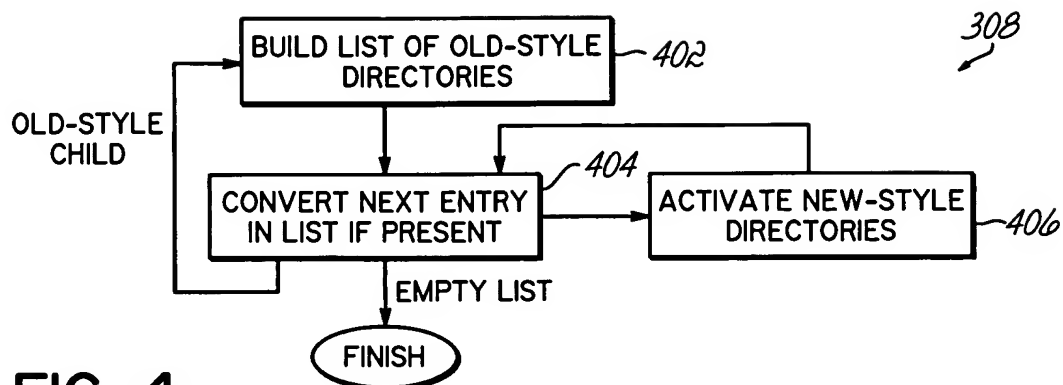 308
BUILD LIST OF OLD-STYLE
DIRECTORIES
402
OLD-STYLE
CHILD
CONVERT NEXT ENTRY
IN LIST IF PRESENT
404
ACTIVATE NEW-STYLE
DIRECTORIES
406
EMPTY LIST
FINISH
FIG. 4